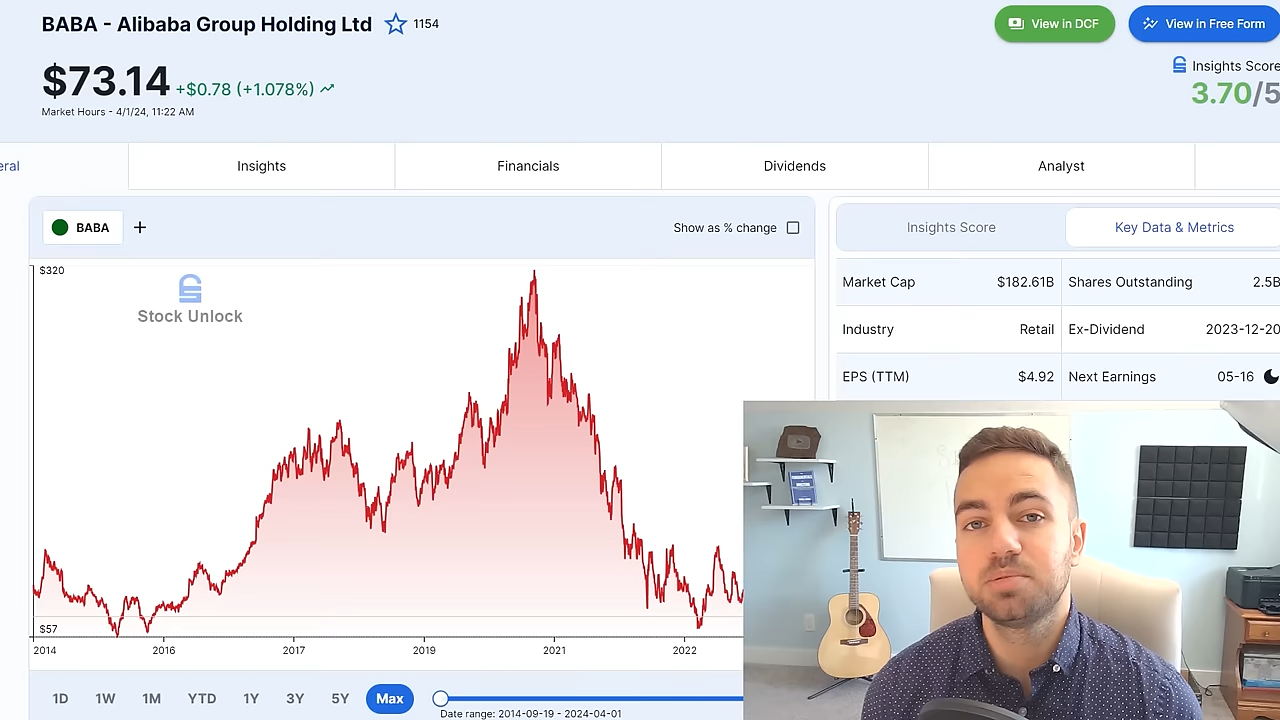 BABA - Alibaba Group Holding Ltd 1154
View in DCF
View in Free Form
$73.14 +$0.78 (+1.078%)
Market Hours - 4/1/24, 11:22 AM
Insights Score
3.70/5
eral
Insights
Financials
Dividends
Analyst
BABA +
Show as % change
Insights Score
Key Data & Metrics
$320
Stock Unlock
Market Cap $182.61B Shares Outstanding 2.5B
Industry Retail Ex-Dividend 2023-12-20
EPS (TTM) $4.92 Next Earnings 05-16
$57
2014 2016 2017 2019 2021 2022
1D 1W 1M YTD 1Y 3Y 5Y Max
Date range: 2014-09-19 - 2024-04-01